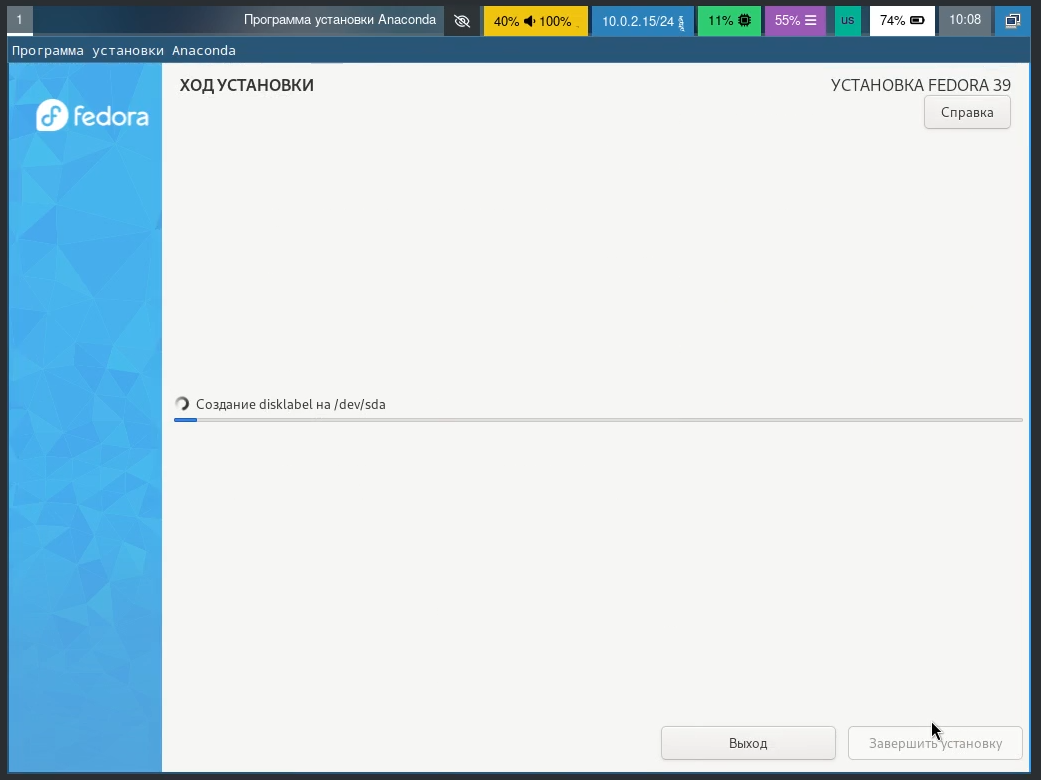 1
Программа установки Anaconda
40% 100%
10.0.2.15/24
11%
55%
us
74%
10:08
Программа установки Anaconda
fedora
ХОД УСТАНОВКИ
УСТАНОВКА FEDORA 39
Справка
Создание disklabel на /dev/sda
Выход
Завершить установку